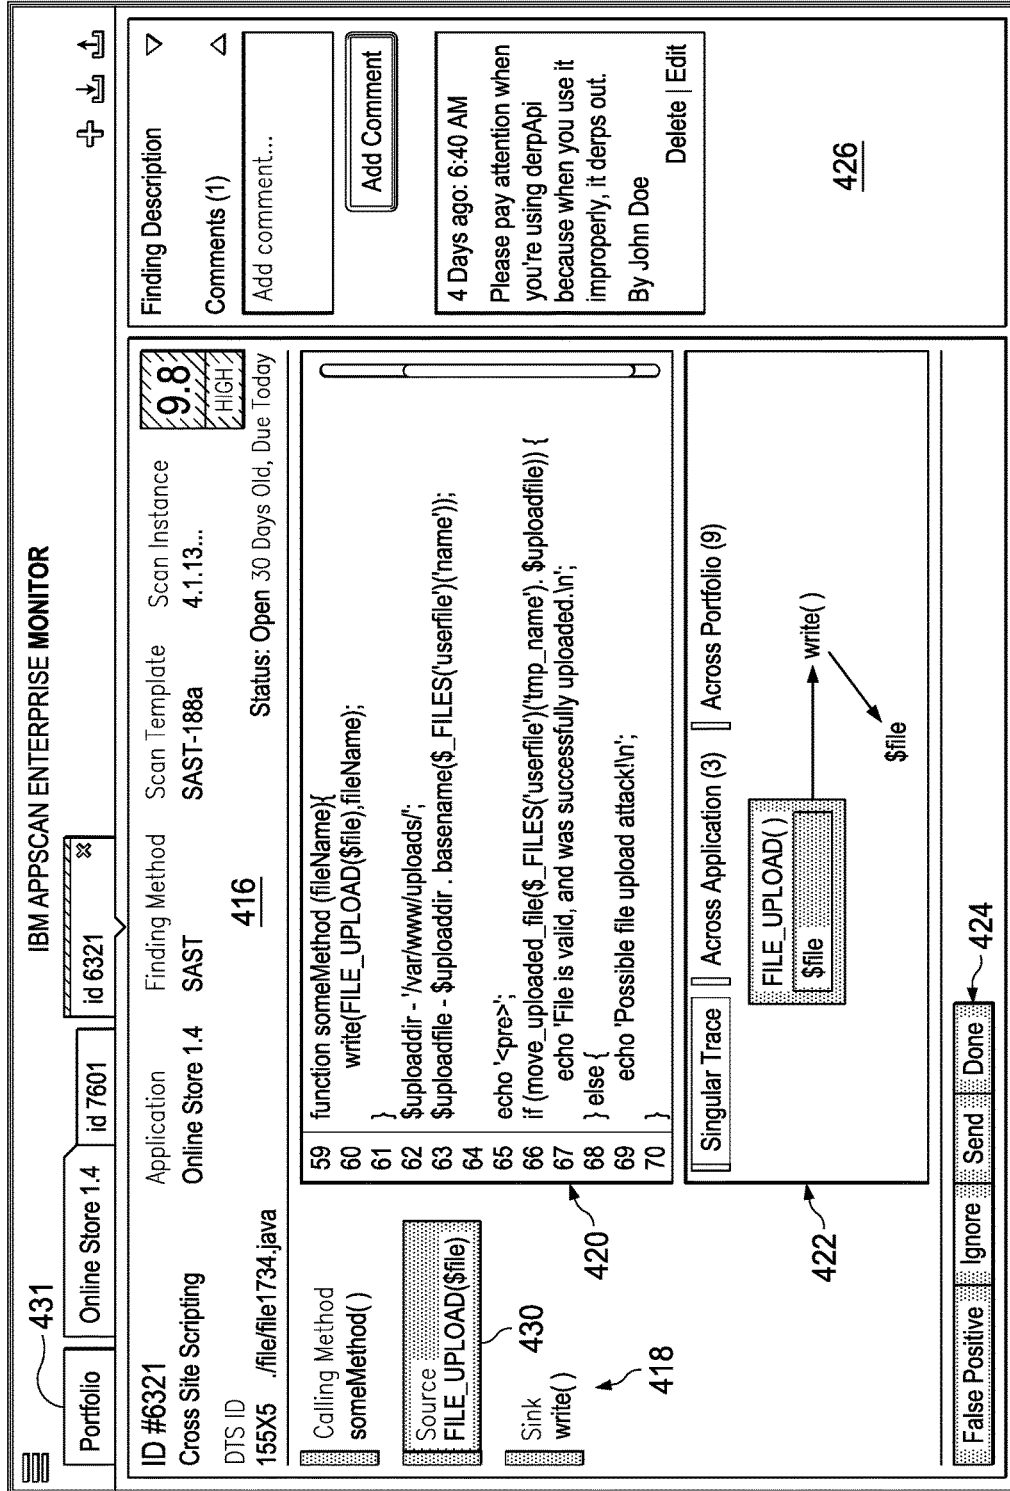 IBM APPSCAN ENTERPRISE MONITOR
431
Portfolio
Online Store 1.4
id 7601
id 6321
ID #6321
Cross Site Scripting
DTS ID
155X5 ./file/file1734.java
Application
Online Store 1.4
Finding Method
SAST
Scan Template
SAST-188a
Scan Instance
4.1.13...
9.8
HIGH
416
Status: Open 30 Days Old, Due Today
Calling Method
someMethod( )
Source
FILE_UPLOAD($file)
430
Sink
write( )
418
59 function someMethod (fileName){
60 write(FILE_UPLOAD($file),fileName);
61 }
62 $uploaddir - '/var/www/uploads/';
63 $uploadfile - $uploaddir . basename($_FILES('userfile')('name'));
64
65 echo '<pre>';
66 if (move_uploaded_file($_FILES('userfile')('tmp_name'). $uploadfile)) {
67 echo 'File is valid, and was successfully uploaded.\n';
68 } else {
69 echo 'Possible file upload attack!\n';
70 }
420
Singular Trace
Across Application (3)
Across Portfolio (9)
FILE_UPLOAD( )
$file
write( )
$file
422
False Positive
Ignore
Send
Done
424
Finding Description
Comments (1)
Add comment...
Add Comment
4 Days ago: 6:40 AM
Please pay attention when
you're using derpApi
because when you use it
improperly, it derps out.
By John Doe
Delete | Edit
426